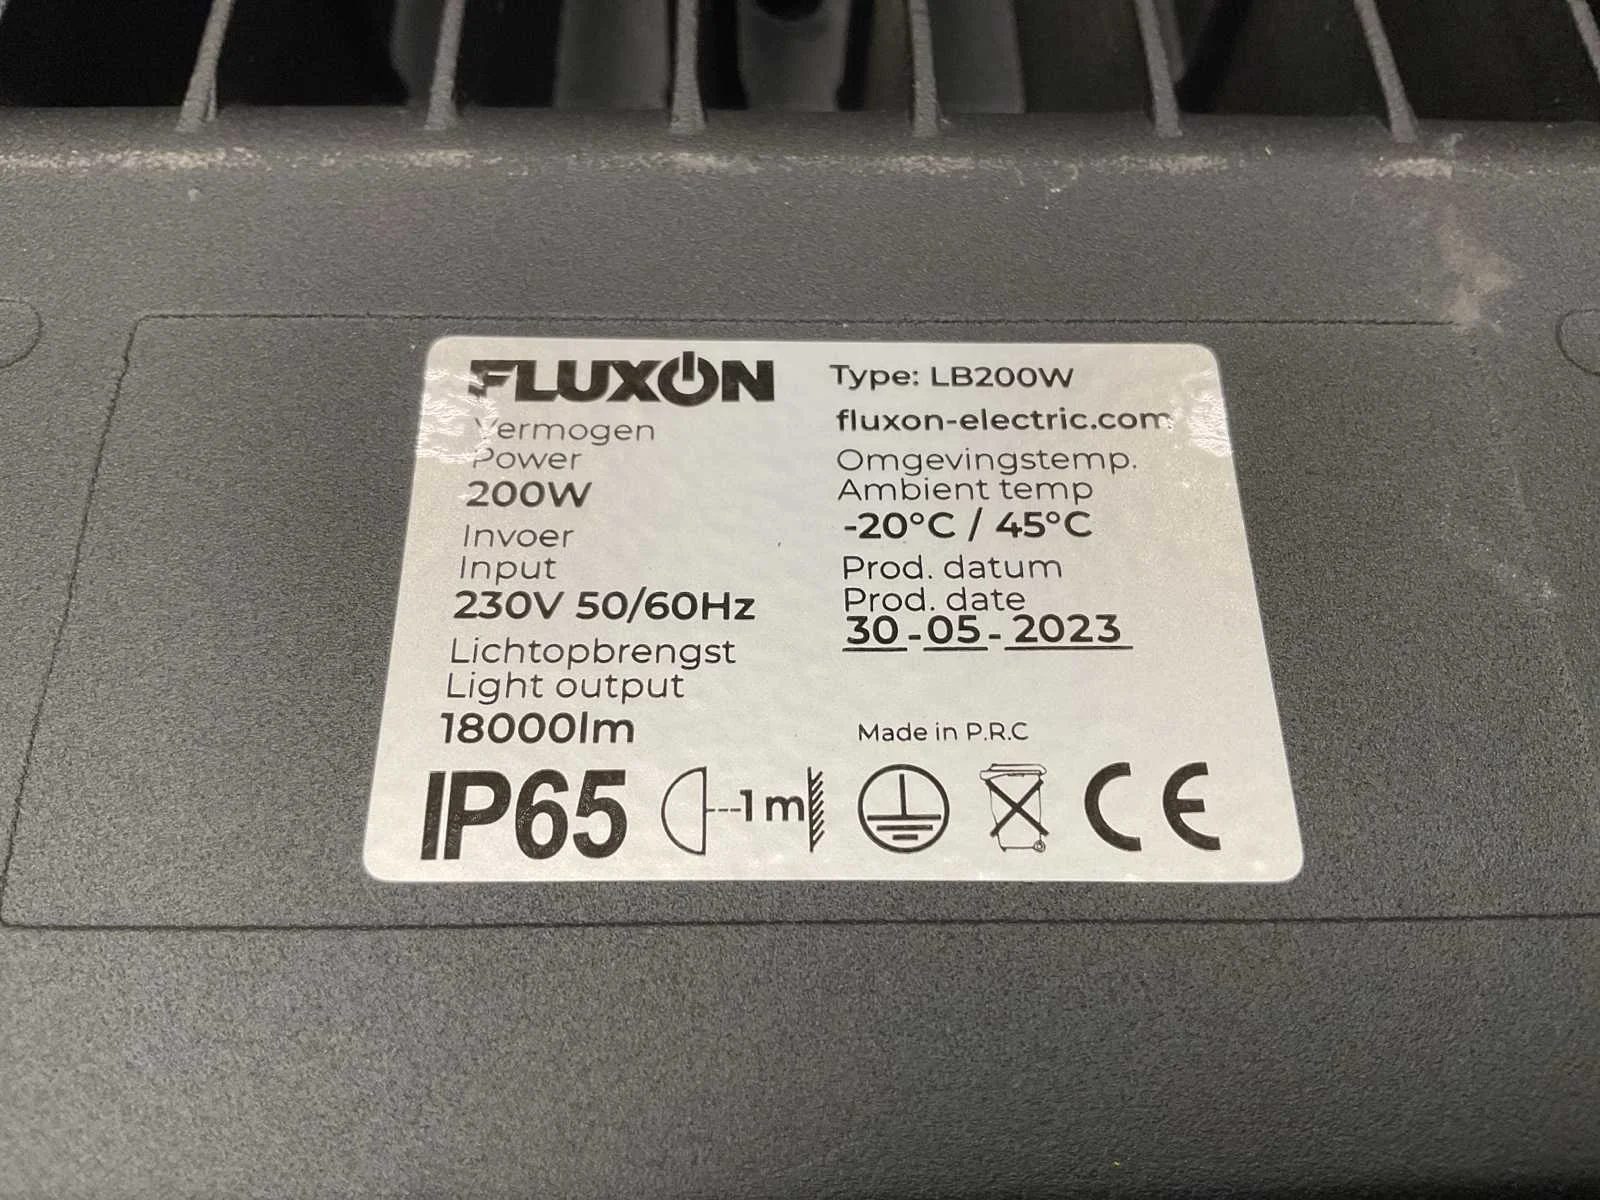 FLUXON
Vermogen
Power
200W
Invoer
Input
230V 50/60Hz
Lichtopbrengst
Light output
18000lm
Type: LB200W
fluxon-electric.com
Omgevingstemp.
Ambient temp
-20°C / 45°C
Prod. datum
Prod. date
30-05-2023
Made in P.R.C
IP65 1m CE